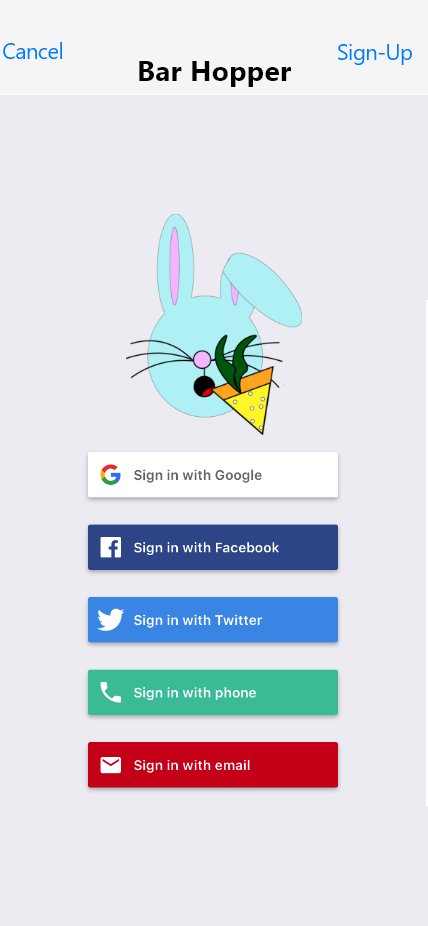 Cancel
Bar Hopper
Sign-Up
Sign in with Google
Sign in with Facebook
Sign in with Twitter
Sign in with phone
Sign in with email